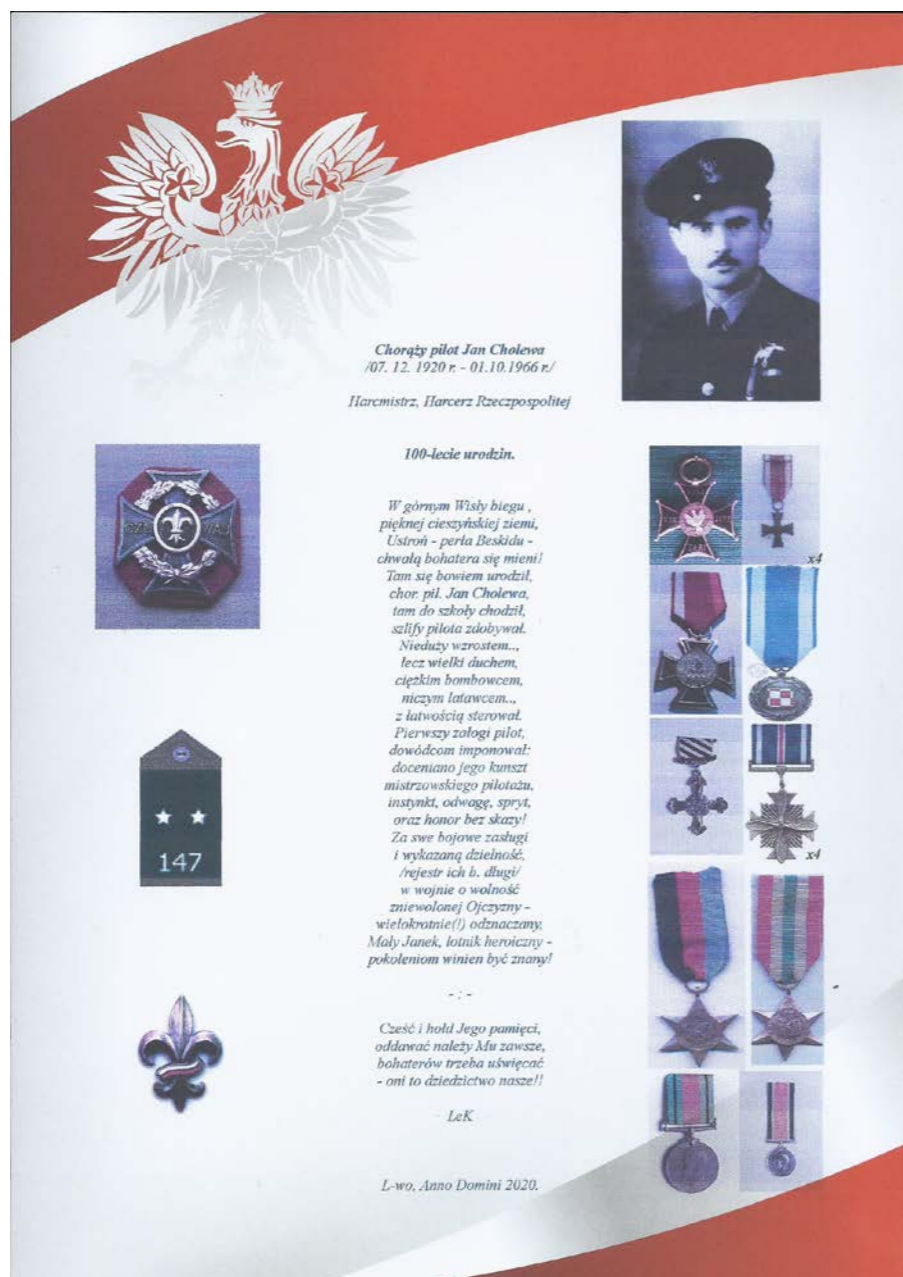 Chorąży pilot Jan Cholewa
/07. 12. 1920 r. - 01.10.1966 r./
Harcmistrz, Harcerz Rzeczpospolitej
100-lecie urodzin.
W górnym Wisły biegu ,
pięknej cieszyńskiej ziemi,
Ustroń - perła Beskidu -
chwałą bohatera się mieni!
Tam się bowiem urodził,
chor. pil. Jan Cholewa,
tam do szkoły chodził,
szlify pilota zdobywał.
Nieduży wzrostem..,
lecz wielki duchem,
ciężkim bombowcem,
niczym latawcem..,
z łatwością sterował.
Pierwszy załogi pilot,
dowódcom imponował:
doceniano jego kunszt
mistrzowskiego pilotażu,
instynkt, odwagę, spryt,
oraz honor bez skazy!
Za swe bojowe zasługi
i wykazaną dzielność,
/rejestr ich b. długi/
w wojnie o wolność
zniewolonej Ojczyzny -
wielokrotnie(!) odznaczany.
Mały Janek, lotnik heroiczny -
pokoleniom winien być znany!
- : -
Cześć i hołd Jego pamięci,
oddawać należy Mu zawsze,
bohaterów trzeba uświęcać
- oni to dziedzictwo nasze!!
LeK
L-wo, Anno Domini 2020.
147
x4
x4